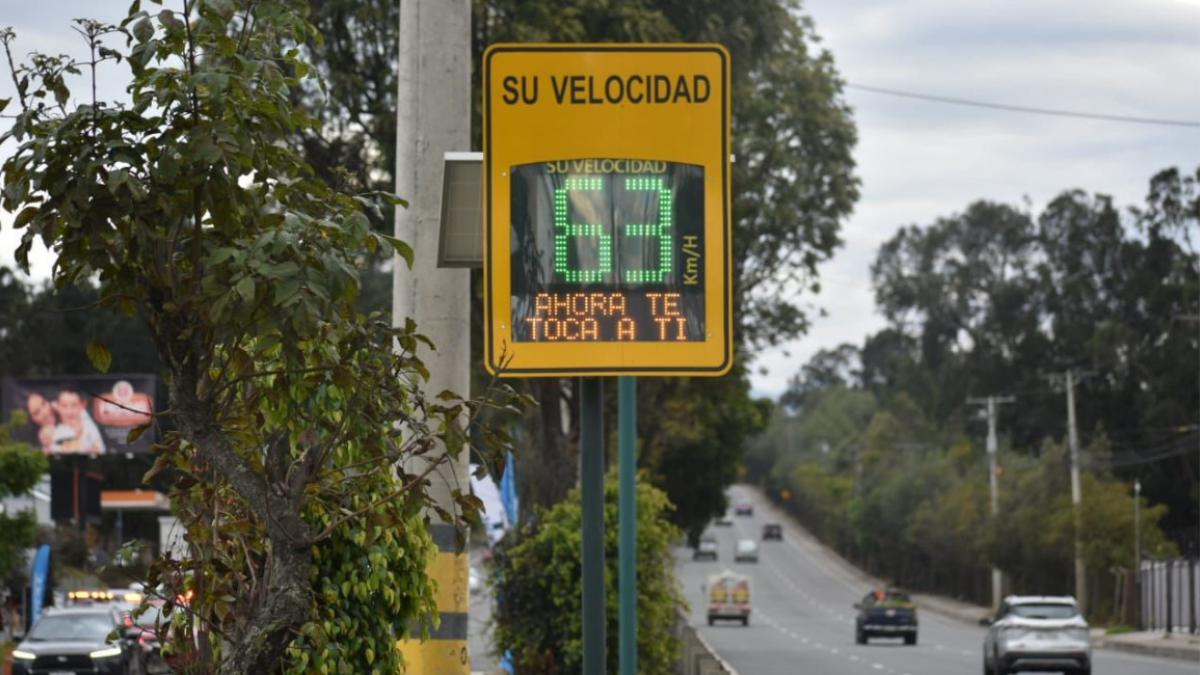 SU VELOCIDAD
SU VELOCIDAD
63
Km/H
AHORA TE
TOCA A TI